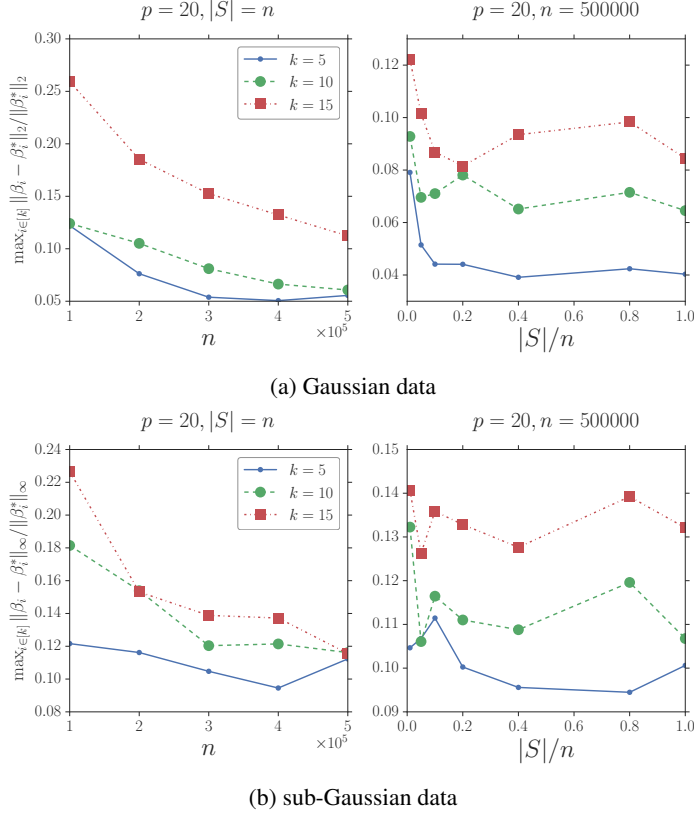 p = 20, |S| = n
p = 20, n = 500000
0.30
0.25
0.20
0.15
0.10
0.05
max_{i∈[k]} ||β_i − β_i^*||_2/||β_i^*||_2
k = 5
k = 10
k = 15
1 2 3 4 5
×10^5
n
0.12
0.10
0.08
0.06
0.04
0.0 0.2 0.4 0.6 0.8 1.0
|S|/n
(a) Gaussian data
p = 20, |S| = n
p = 20, n = 500000
0.24
0.22
0.20
0.18
0.16
0.14
0.12
0.10
0.08
max_{i∈[k]} ||β_i − β_i^*||_∞/||β_i^*||_∞
k = 5
k = 10
k = 15
1 2 3 4 5
×10^5
n
0.15
0.14
0.13
0.12
0.11
0.10
0.09
0.0 0.2 0.4 0.6 0.8 1.0
|S|/n
(b) sub-Gaussian data